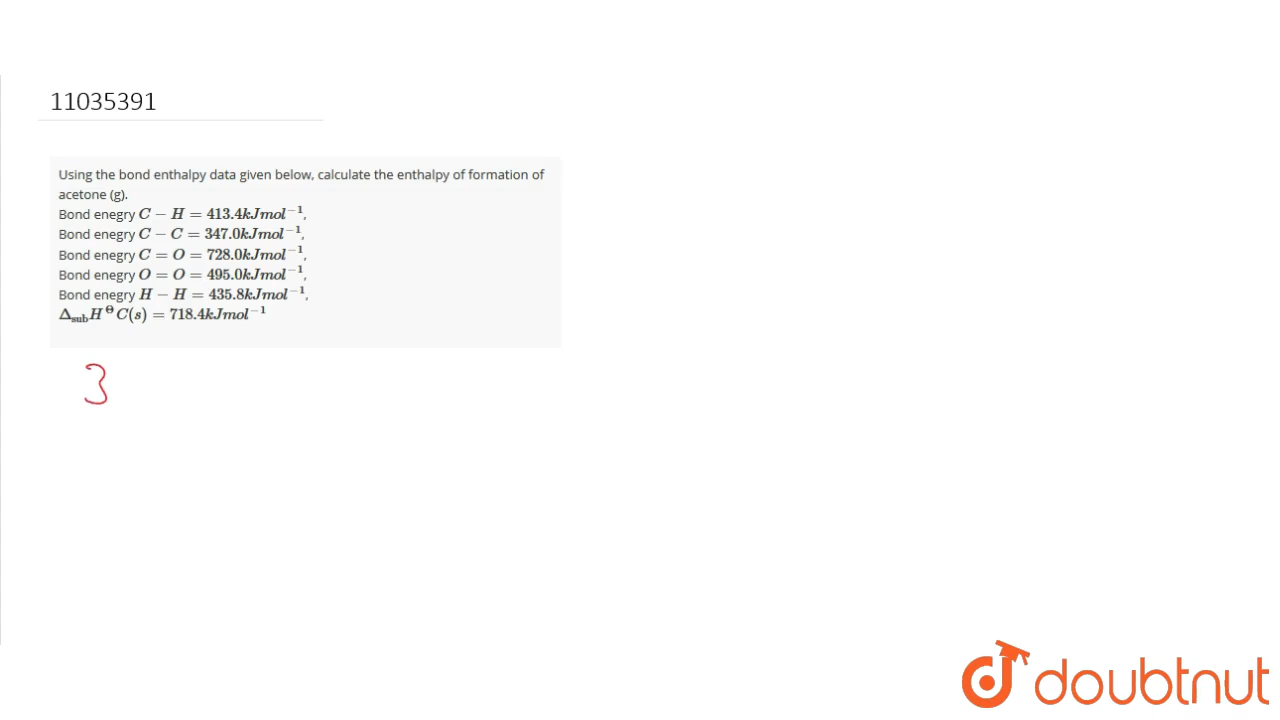 11035391
Using the bond enthalpy data given below, calculate the enthalpy of formation of
acetone (g).
Bond enegry C − H = 413.4kJmol⁻¹,
Bond enegry C − C = 347.0kJmol⁻¹,
Bond enegry C = O = 728.0kJmol⁻¹,
Bond enegry O = O = 495.0kJmol⁻¹,
Bond enegry H − H = 435.8kJmol⁻¹,
Δ_sub H^Θ C(s) = 718.4kJmol⁻¹
3
doubtnut